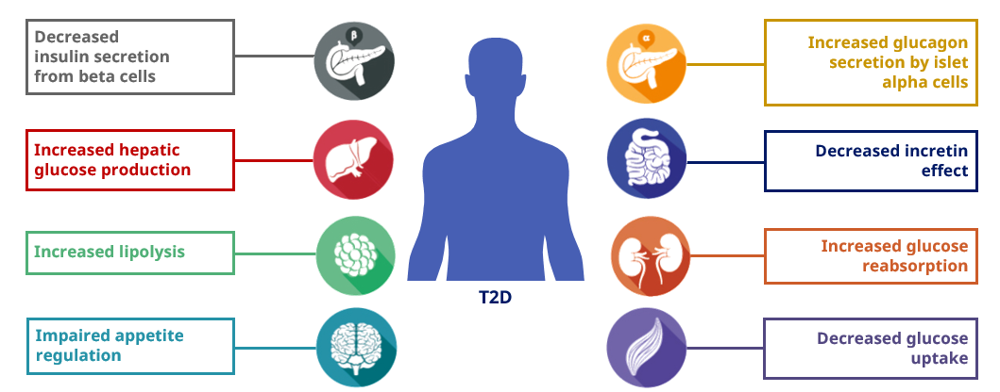 Decreased
insulin secretion
from beta cells
β
α
Increased glucagon
secretion by islet
alpha cells
Increased hepatic
glucose production
Decreased incretin
effect
Increased lipolysis
Increased glucose
reabsorption
T2D
Impaired appetite
regulation
Decreased glucose
uptake